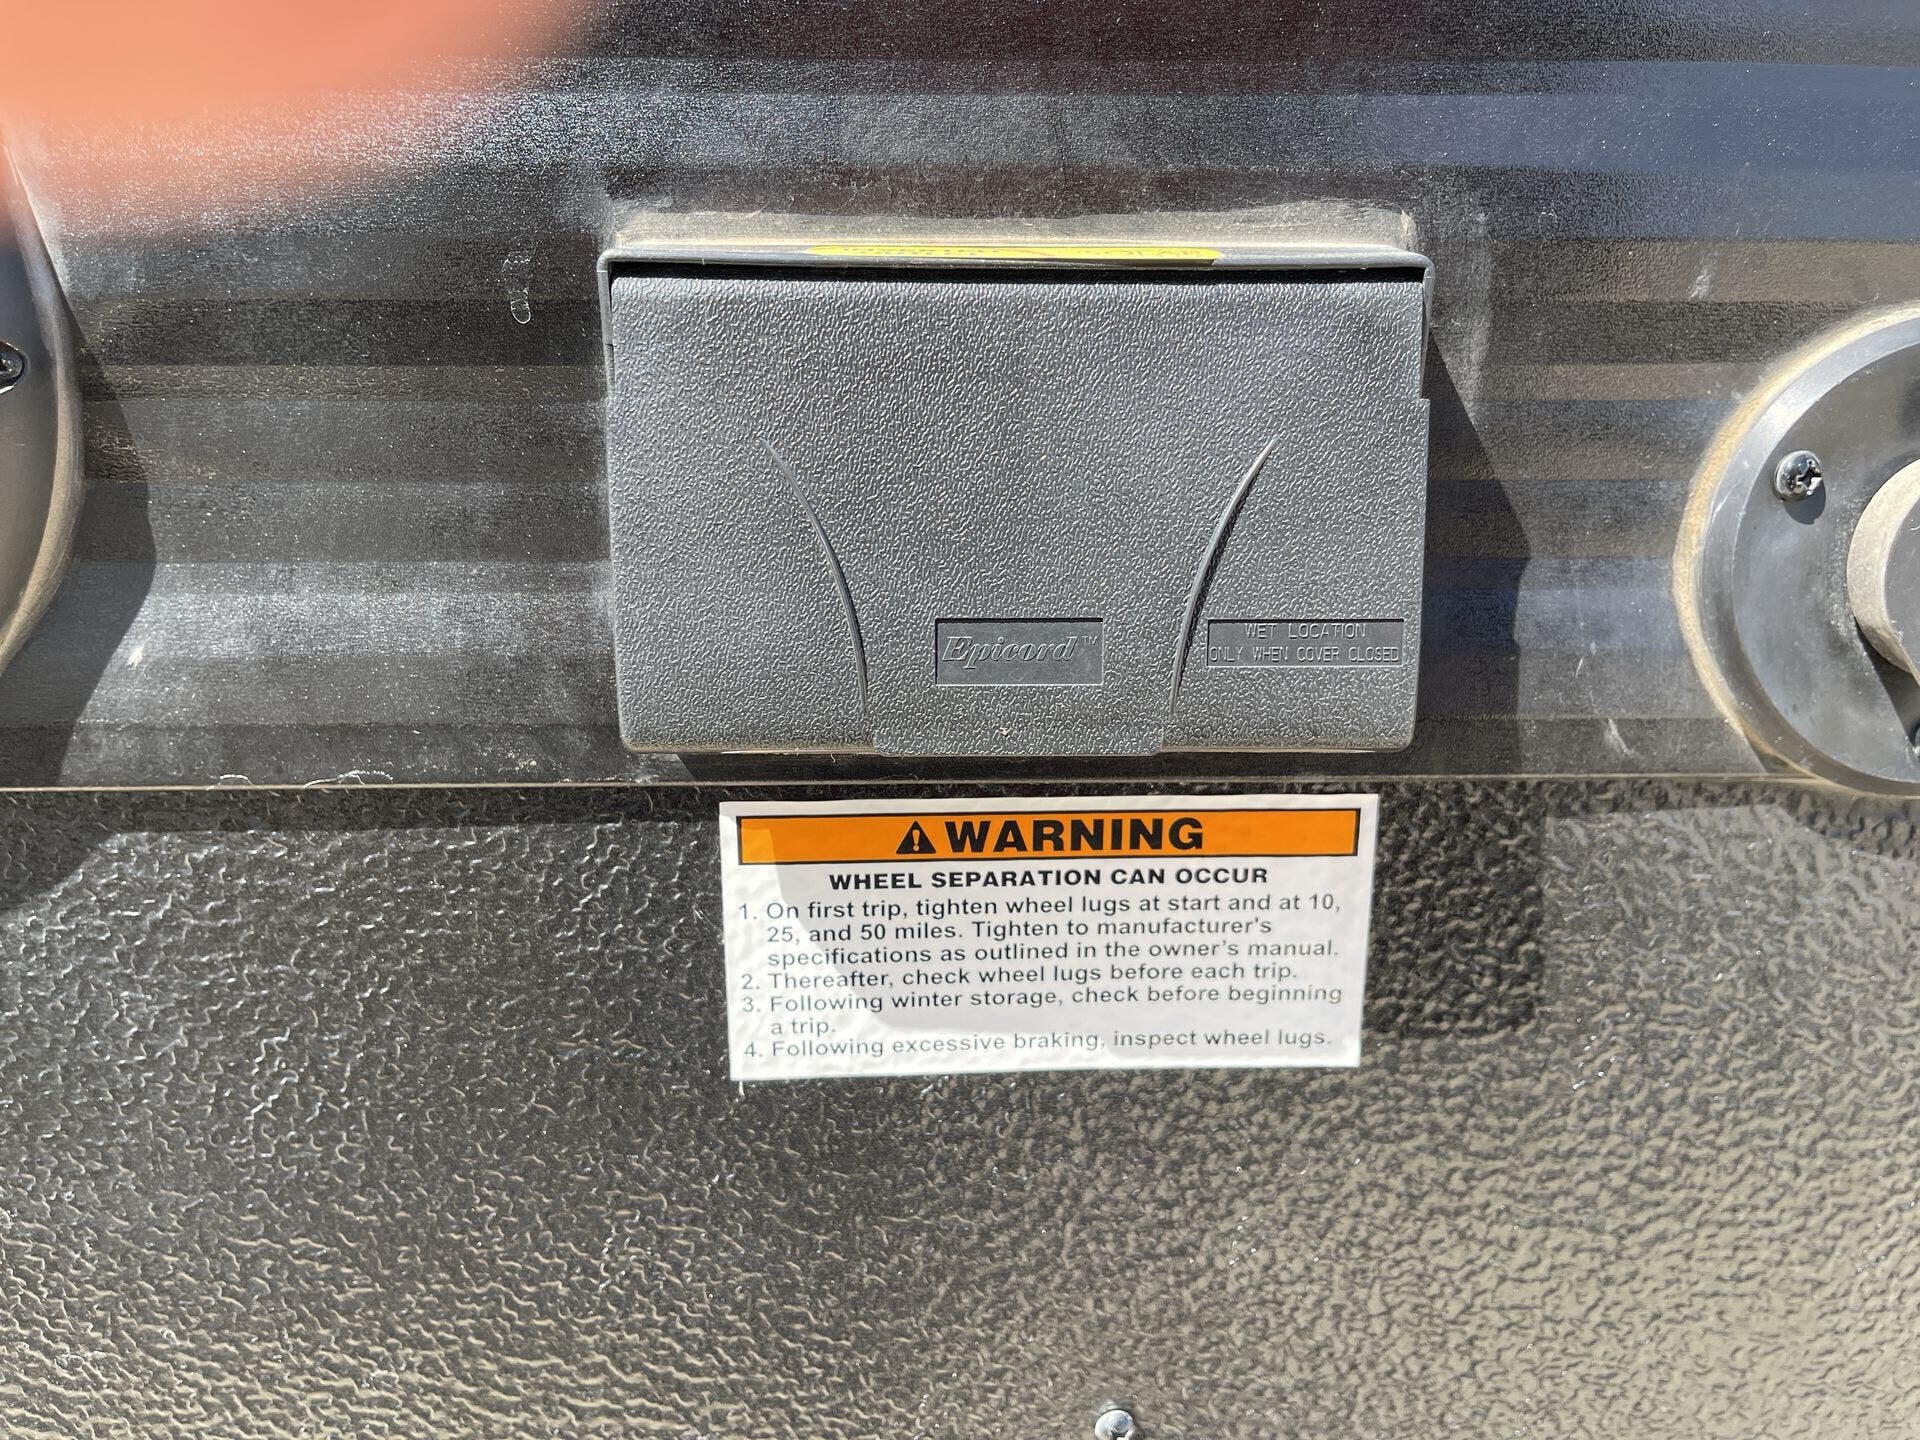 Epicord™
WET LOCATION
ONLY WHEN COVER CLOSED
WARNING
WHEEL SEPARATION CAN OCCUR
1. On first trip, tighten wheel lugs at start and at 10,
25, and 50 miles. Tighten to manufacturer's
specifications as outlined in the owner's manual.
2. Thereafter, check wheel lugs before each trip.
3. Following winter storage, check before beginning
a trip.
4. Following excessive braking, inspect wheel lugs.